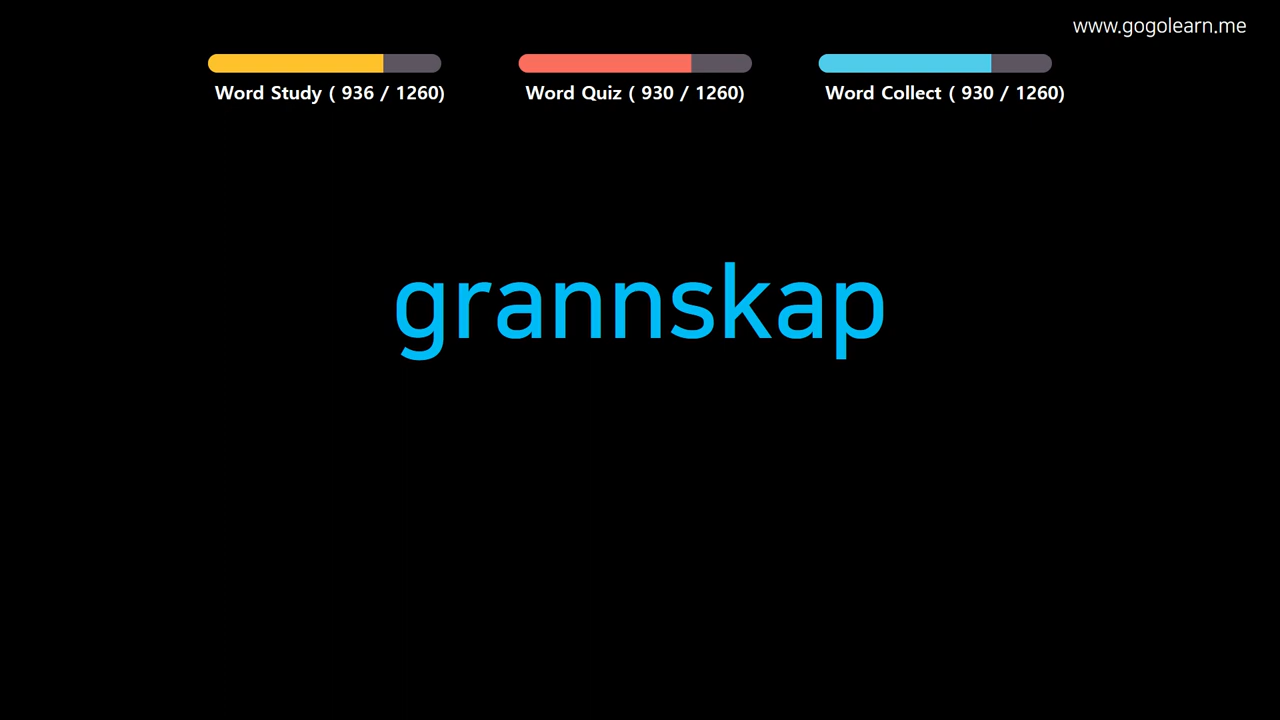 www.gogolearn.me
Word Study ( 936 / 1260)
Word Quiz ( 930 / 1260)
Word Collect ( 930 / 1260)
grannskap